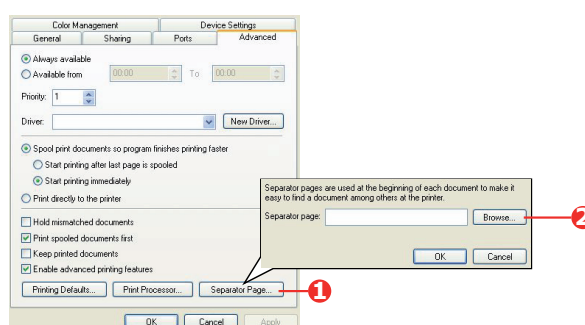 Color Management Device Settings
General Sharing Ports Advanced
Always available
Available from 00:00 To 00:00
Priority: 1
Driver: New Driver...
Spool print documents so program finishes printing faster
Start printing after last page is spooled
Start printing immediately
Print directly to the printer
Separator pages are used at the beginning of each document to make it
easy to find a document among others at the printer.
Separator page: Browse... 2
OK Cancel
Hold mismatched documents
Print spooled documents first
Keep printed documents
Enable advanced printing features
Printing Defaults... Print Processor... Separator Page... 1
OK Cancel Apply